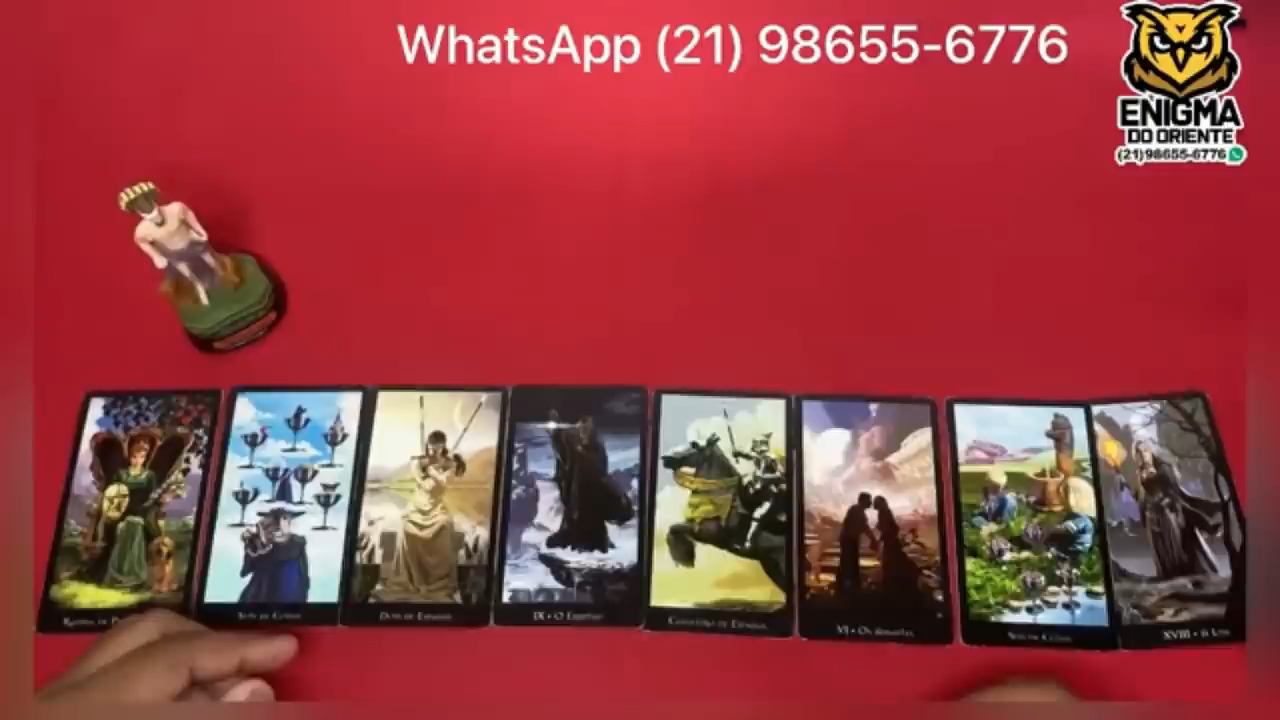 WhatsApp (21) 98655-6776
ENIGMA
DO ORIENTE
(21)98655-6776
SETE DE COPAS
DOIS DE ESPADAS
IX • O EREMITA
CAVALEIRO DE ESPADAS
VI • OS AMANTES
XVIII • A LUA